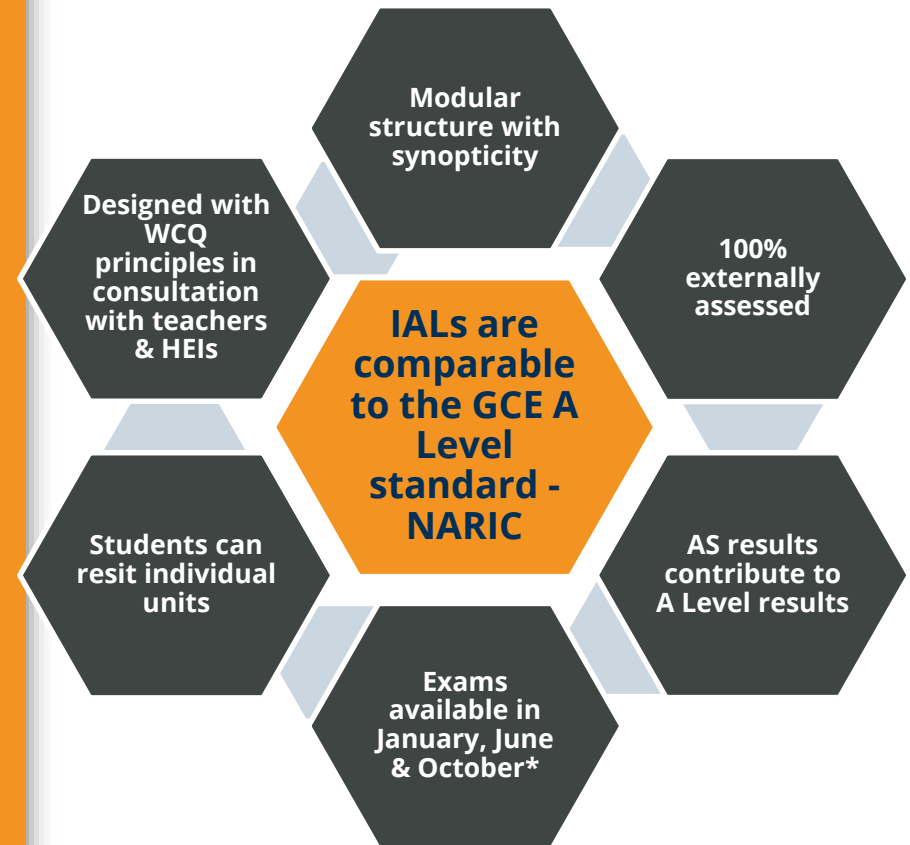 Modular
structure with
synopticity
Designed with
WCQ
principles in
consultation
with teachers
& HEIs
100%
externally
assessed
IALs are
comparable
to the GCE A
Level
standard -
NARIC
Students can
resit individual
units
AS results
contribute to
A Level results
Exams
available in
January, June
& October*